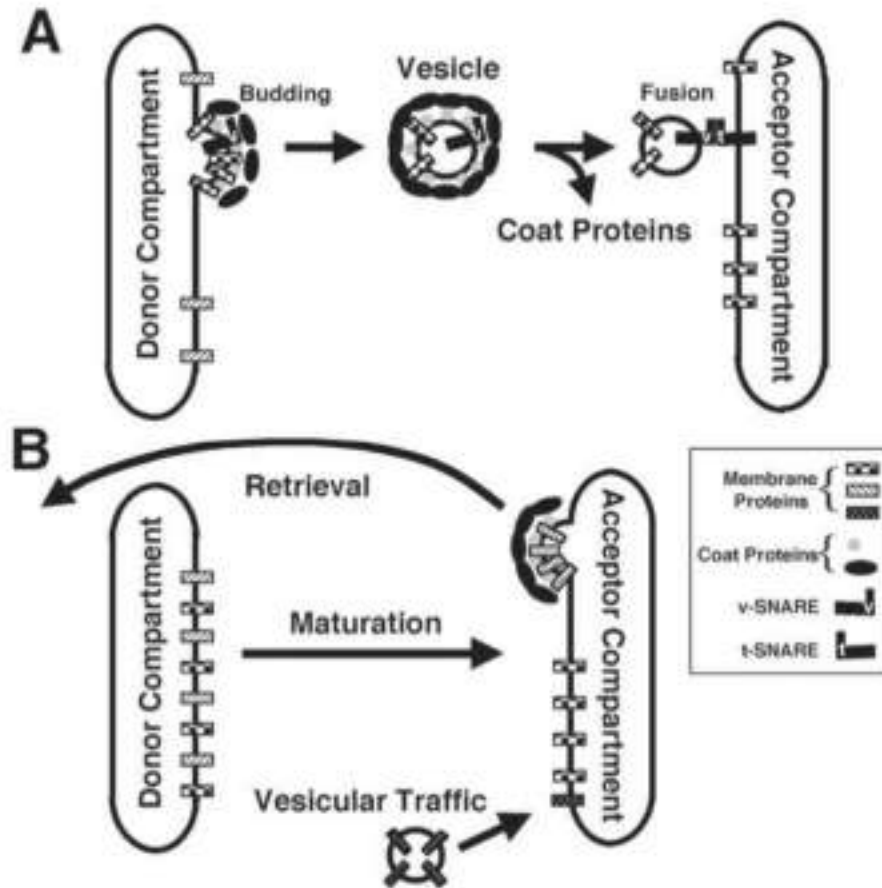 A
Donor Compartment
Budding
Vesicle
Coat Proteins
Fusion
Acceptor Compartment
B
Retrieval
Donor Compartment
Maturation
Vesicular Traffic
Acceptor Compartment
Membrane
Proteins
Coat Proteins
v-SNARE
t-SNARE